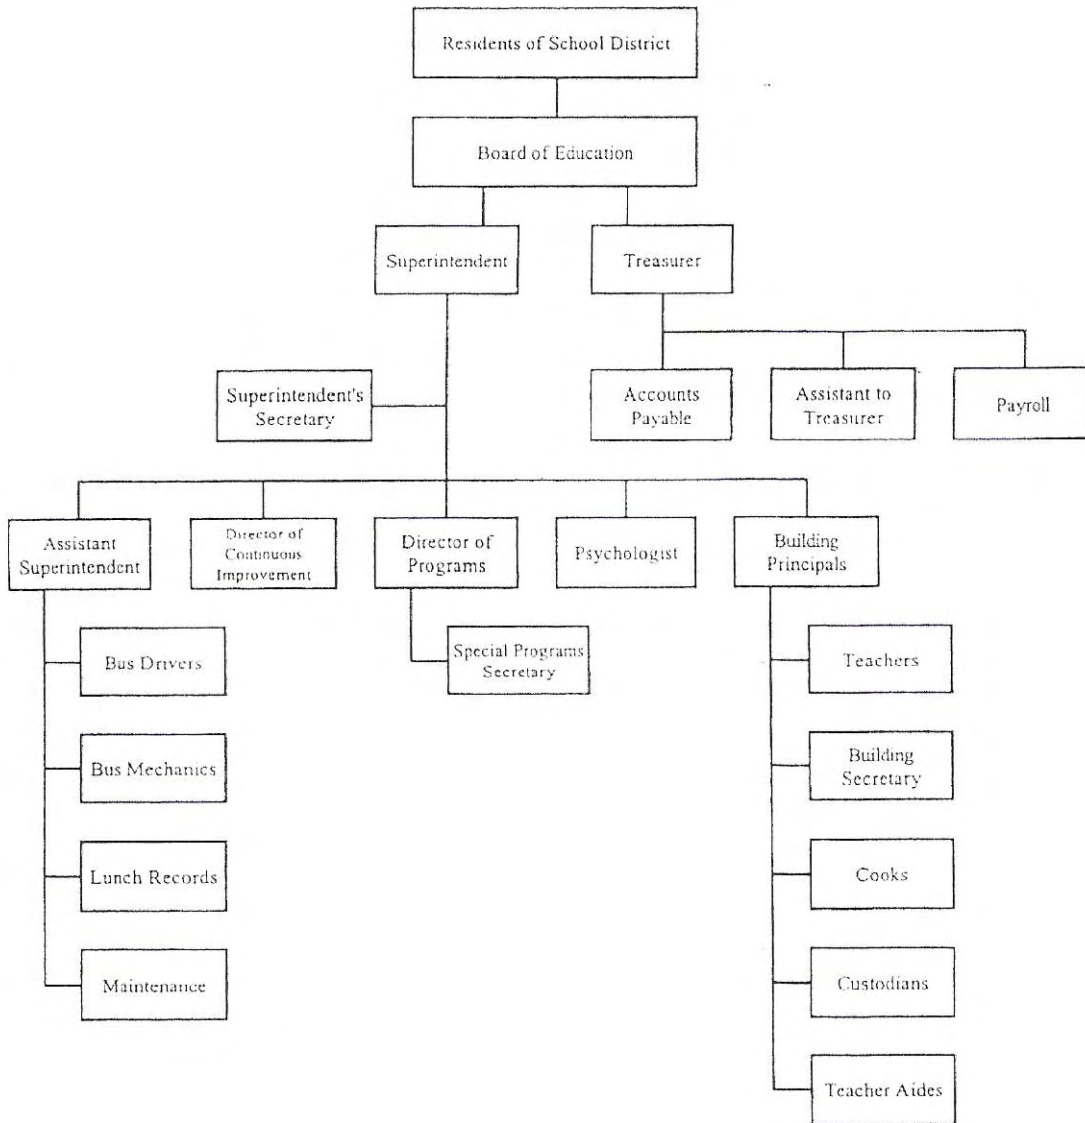 Residents of School District
Board of Education
Superintendent
Treasurer
Superintendent's
Secretary
Accounts
Payable
Assistant to
Treasurer
Payroll
Assistant
Superintendent
Director of
Continuous
Improvement
Director of
Programs
Psychologist
Building
Principals
Bus Drivers
Special Programs
Secretary
Teachers
Bus Mechanics
Building
Secretary
Lunch Records
Cooks
Maintenance
Custodians
Teacher Aides